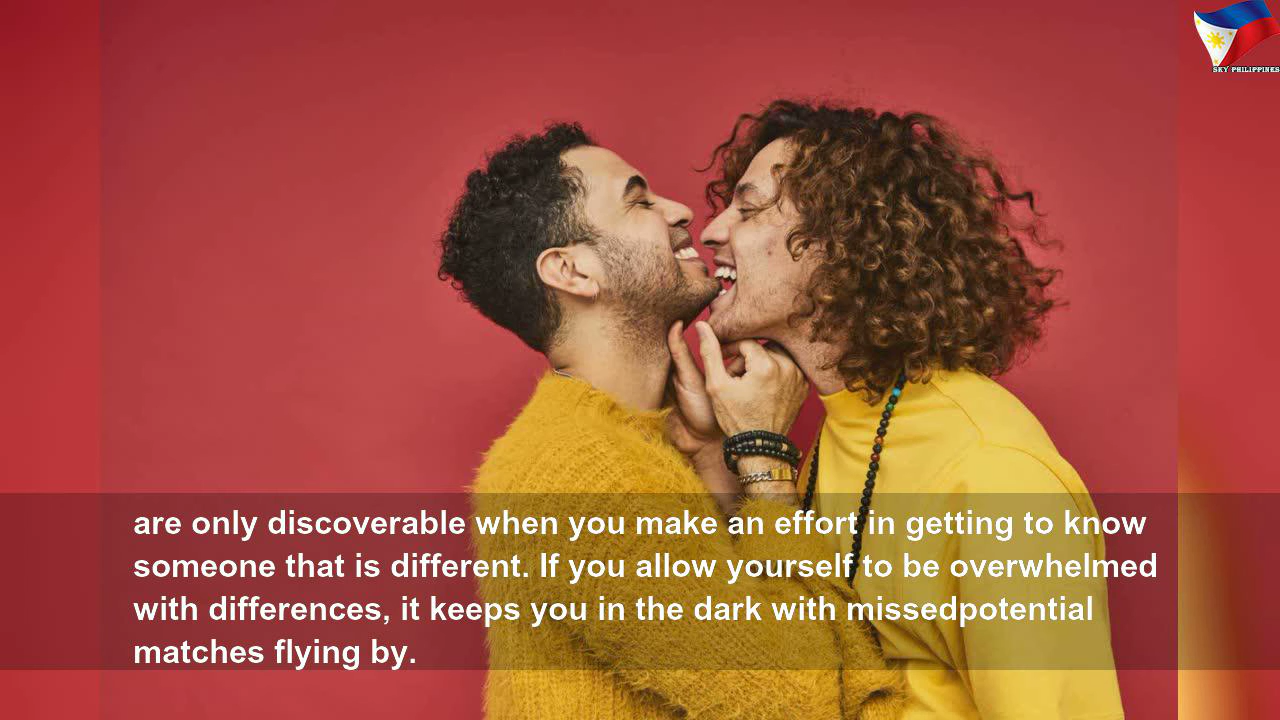 SKY PHILIPPINES
are only discoverable when you make an effort in getting to know
someone that is different. If you allow yourself to be overwhelmed
with differences, it keeps you in the dark with missedpotential
matches flying by.